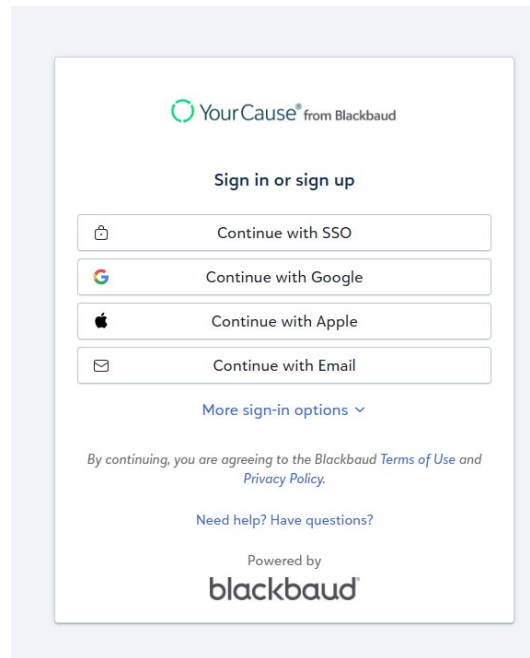 YourCause® from Blackbaud
Sign in or sign up
Continue with SSO
Continue with Google
Continue with Apple
Continue with Email
More sign-in options
By continuing, you are agreeing to the Blackbaud Terms of Use and
Privacy Policy.
Need help? Have questions?
Powered by
blackbaud®